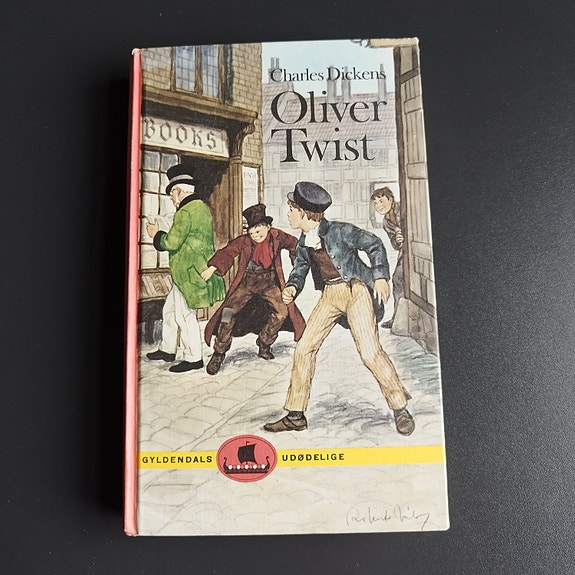 Charles Dickens
Oliver
Twist
BOOKS
GYLDENDALS UDØDELIGE